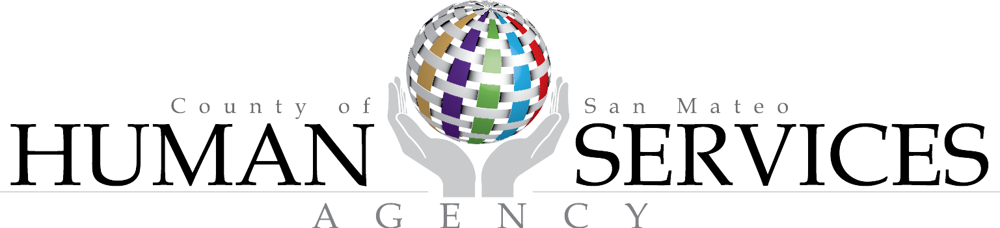 County of San Mateo
HUMAN SERVICES
AGENCY